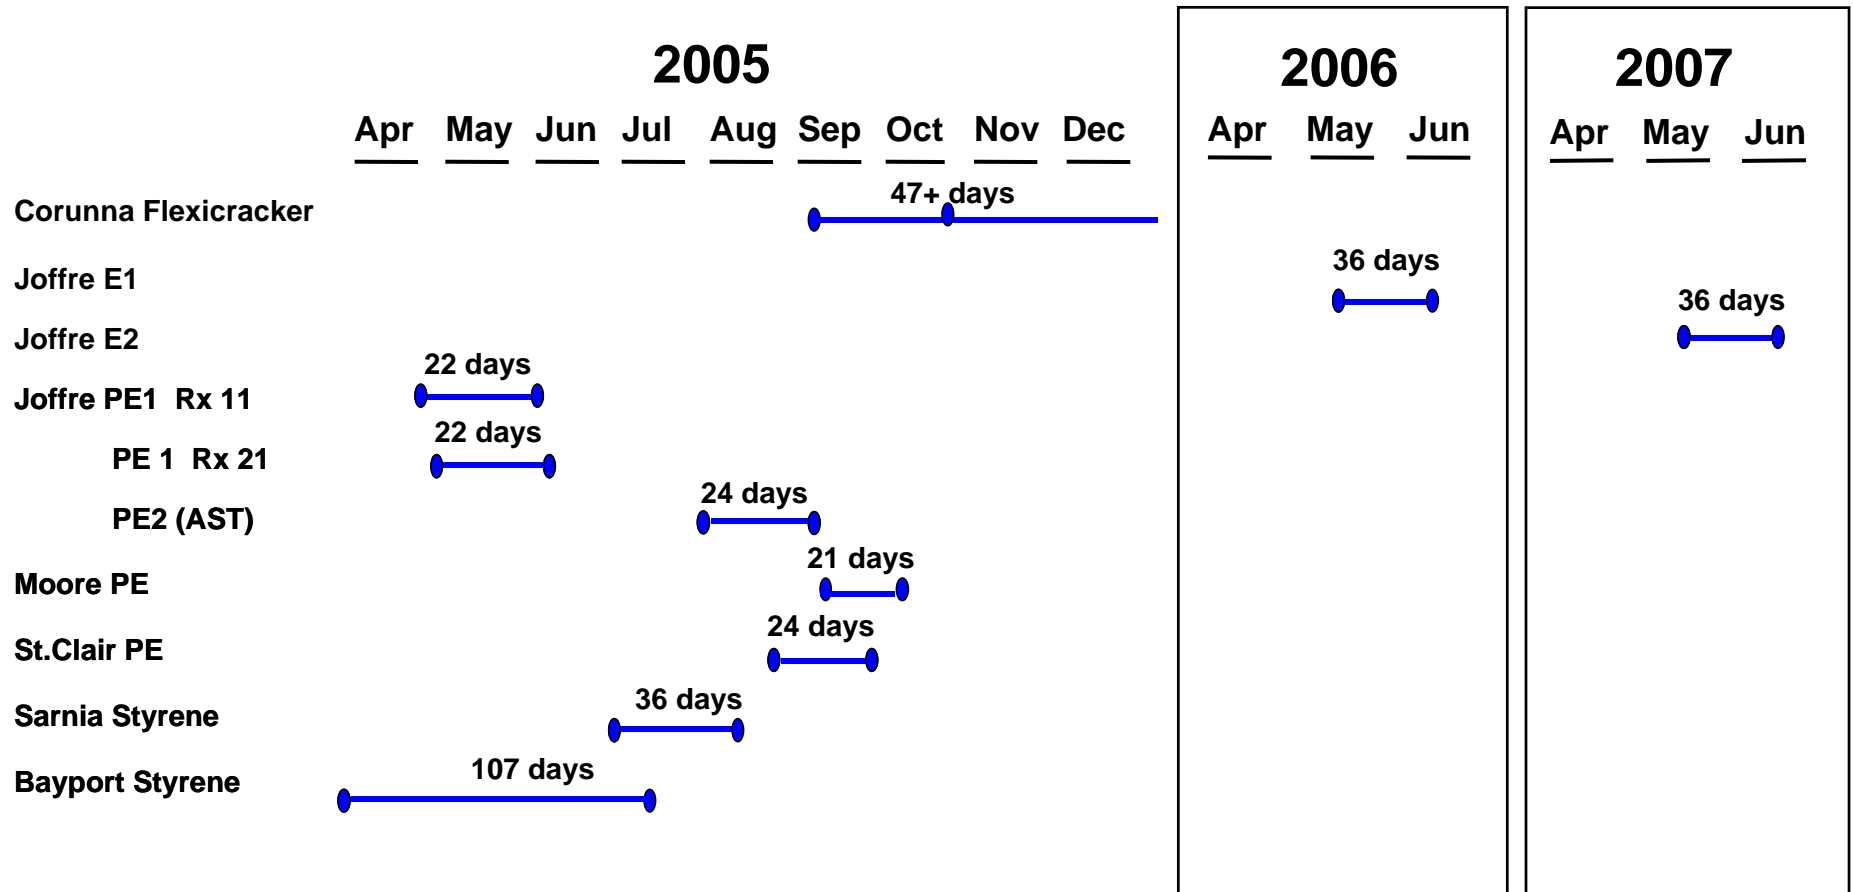 2005
2006
2007
Apr May Jun Jul Aug Sep Oct Nov Dec
Apr May Jun
Apr May Jun
47+ days
Corunna Flexicracker
36 days
Joffre E1
36 days
Joffre E2
22 days
Joffre PE1 Rx 11
22 days
PE 1 Rx 21
24 days
PE2 (AST)
21 days
Moore PE
24 days
St.Clair PE
36 days
Sarnia Styrene
107 days
Bayport Styrene